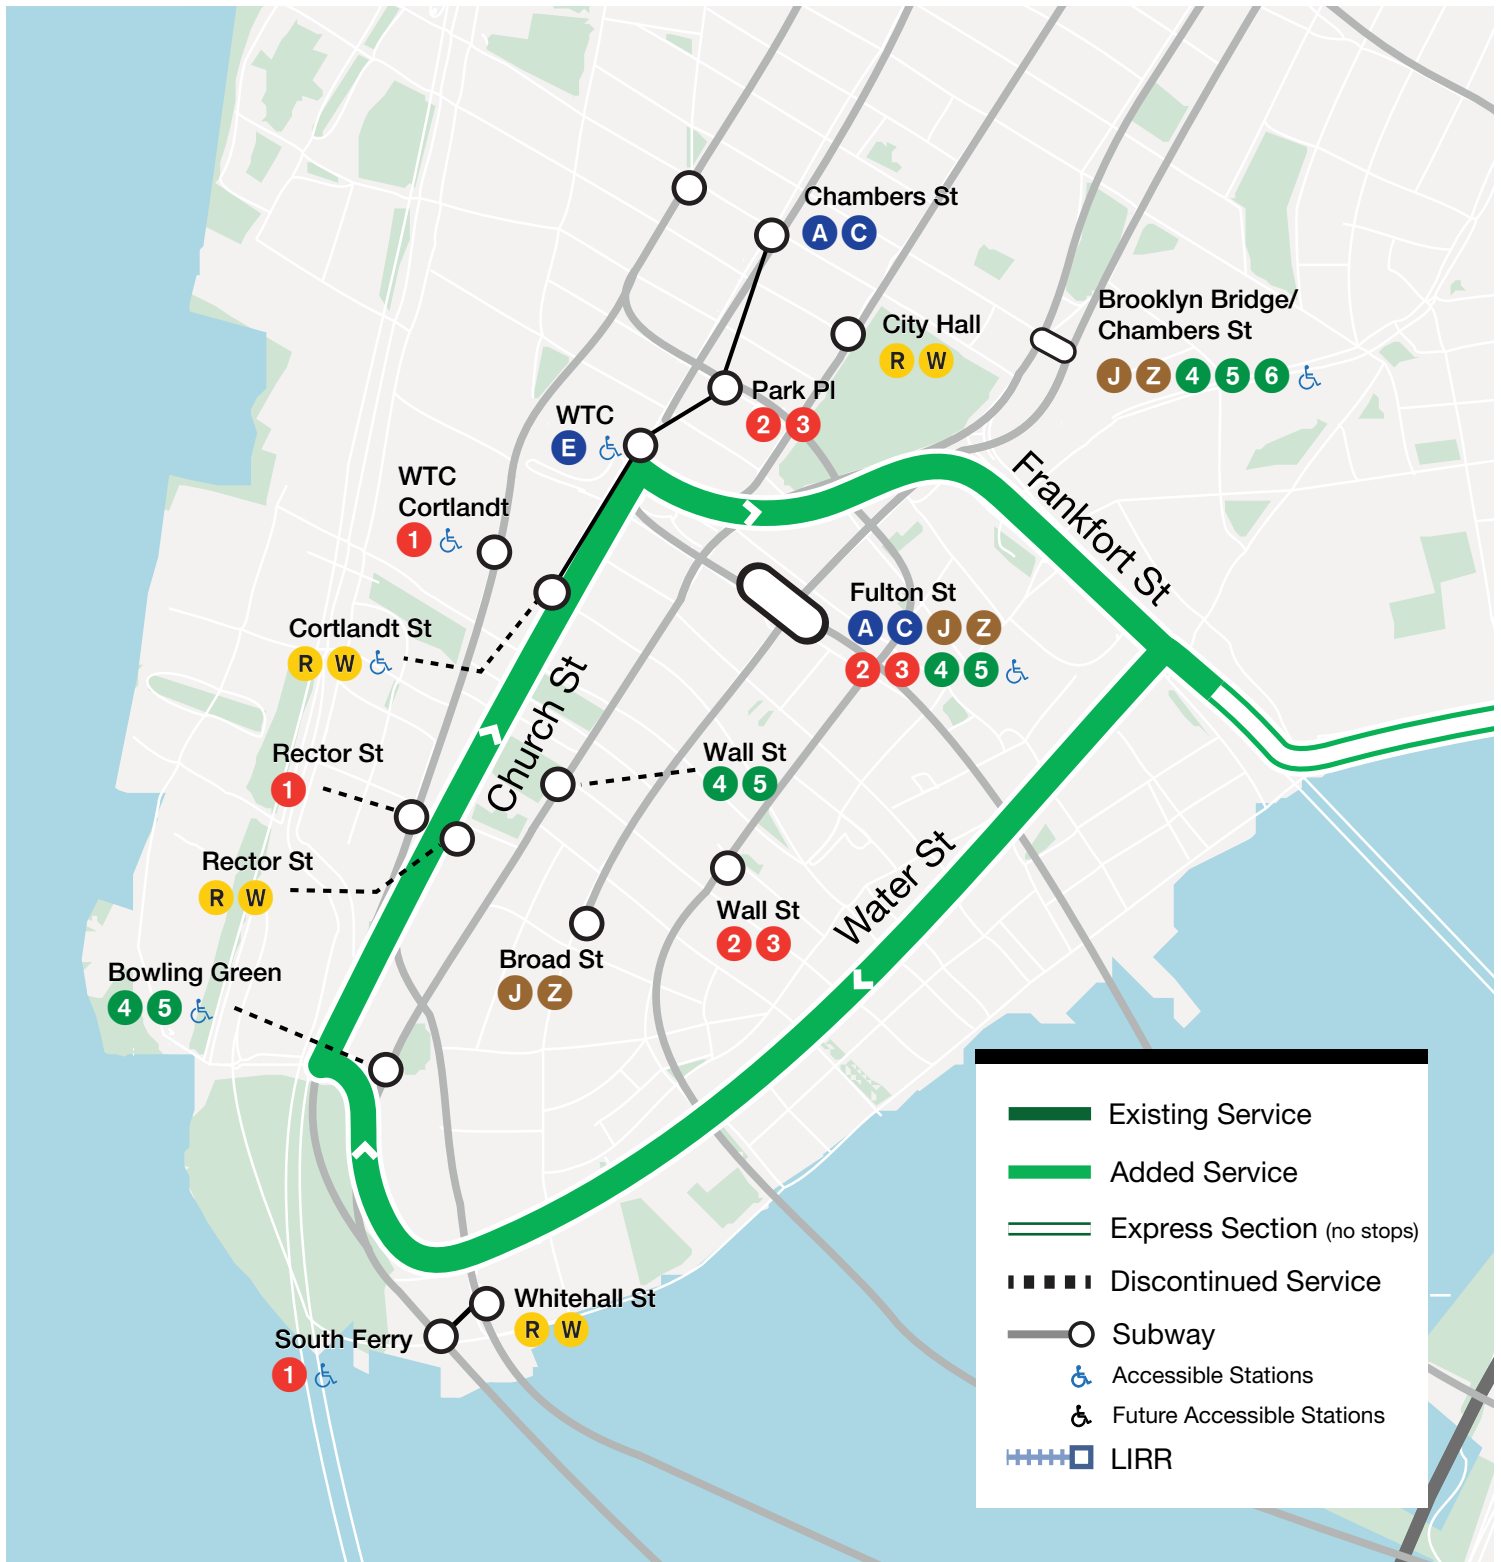 Chambers St
A C
City Hall
R W
Brooklyn Bridge/
Chambers St
J Z 4 5 6
Park Pl
2 3
WTC
E
WTC
Cortlandt
1
Frankfort St
Fulton St
A C J Z
2 3 4 5
Cortlandt St
R W
Church St
Rector St
1
Wall St
4 5
Rector St
R W
Water St
Wall St
2 3
Broad St
J Z
Bowling Green
4 5
Whitehall St
R W
South Ferry
1
Existing Service
Added Service
Express Section (no stops)
Discontinued Service
Subway
Accessible Stations
Future Accessible Stations
LIRR